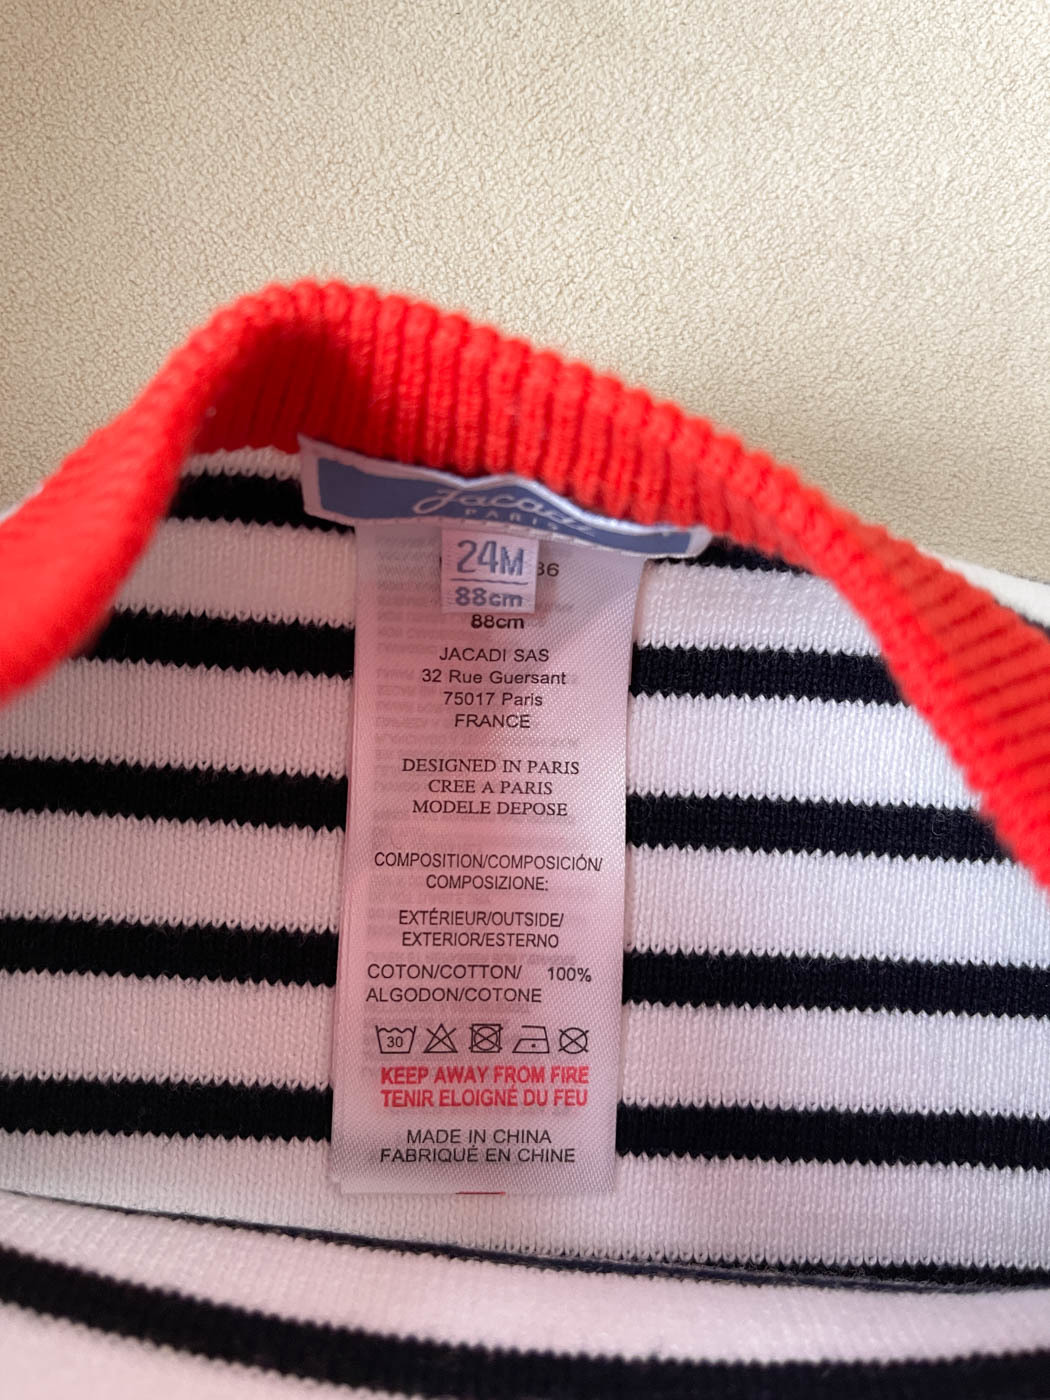 Jacadi
PARIS
24M
88cm
36
88cm
JACADI SAS
32 Rue Guersant
75017 Paris
FRANCE
DESIGNED IN PARIS
CREE A PARIS
MODELE DEPOSE
COMPOSITION/COMPOSICIÓN/
COMPOSIZIONE:
EXTÉRIEUR/OUTSIDE/
EXTERIOR/ESTERNO
COTON/COTTON/ 100%
ALGODON/COTONE
30
KEEP AWAY FROM FIRE
TENIR ELOIGNÉ DU FEU
MADE IN CHINA
FABRIQUÉ EN CHINE